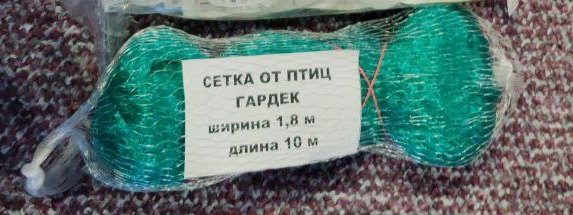 СЕТКА ОТ ПТИЦ
ГАРДЕК
ширина 1,8 м
длина 10 м